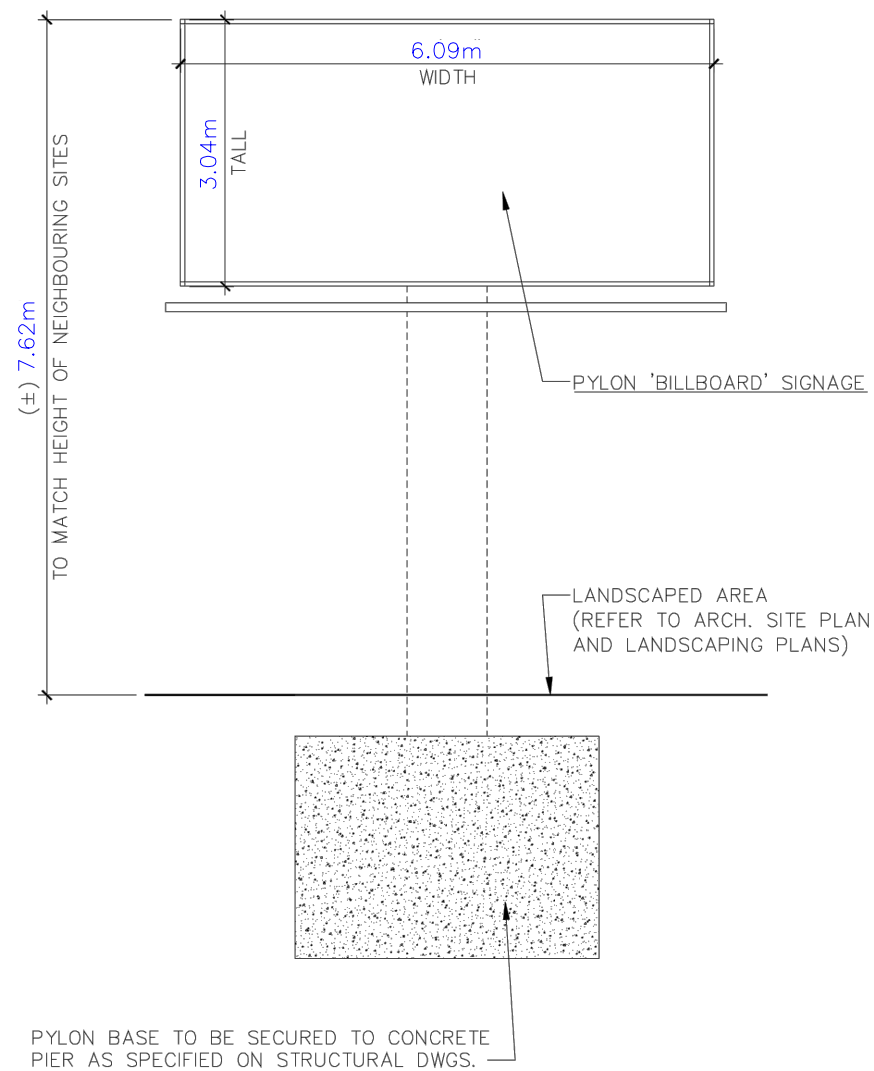 6.09m
WIDTH
3.04m
TALL
(±) 7.62m
TO MATCH HEIGHT OF NEIGHBOURING SITES
PYLON 'BILLBOARD' SIGNAGE
LANDSCAPED AREA
(REFER TO ARCH. SITE PLAN
AND LANDSCAPING PLANS)
PYLON BASE TO BE SECURED TO CONCRETE
PIER AS SPECIFIED ON STRUCTURAL DWGS.